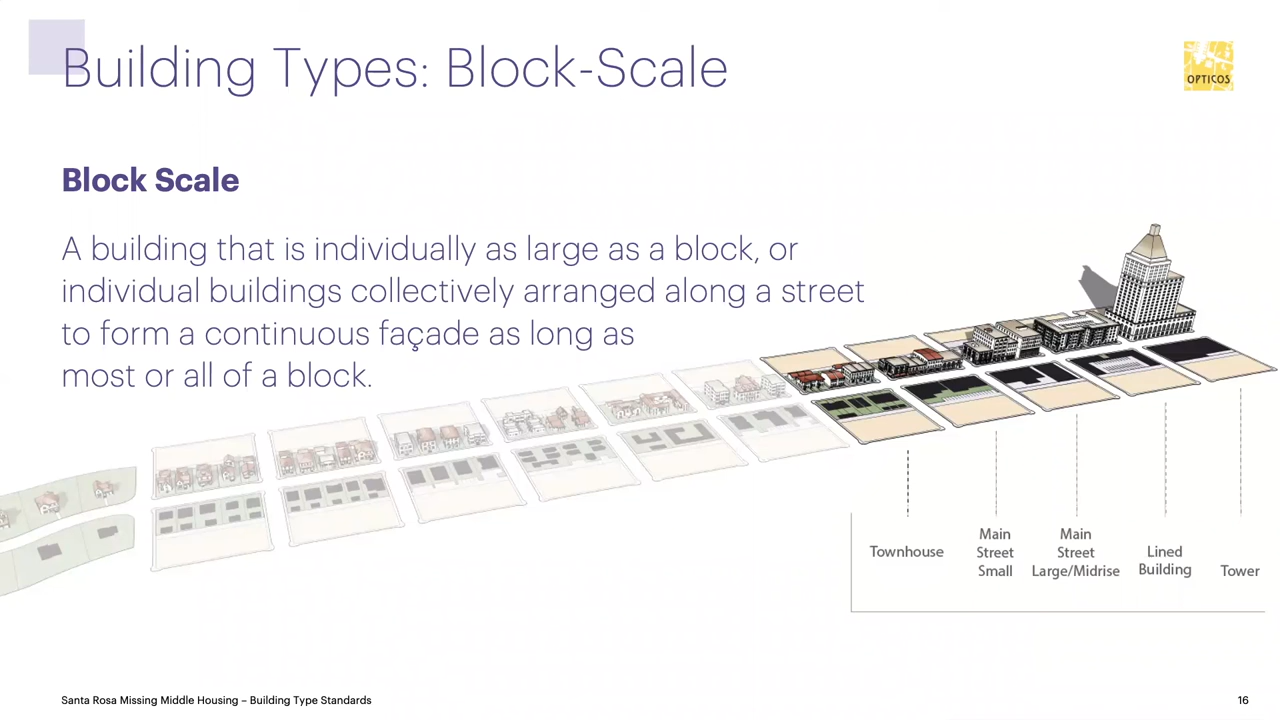 Building Types: Block-Scale
OPTICOS
Block Scale
A building that is individually as large as a block, or
individual buildings collectively arranged along a street
to form a continuous façade as long as
most or all of a block.
Townhouse
Main
Street
Small
Main
Street
Large/Midrise
Lined
Building
Tower
Santa Rosa Missing Middle Housing – Building Type Standards
16